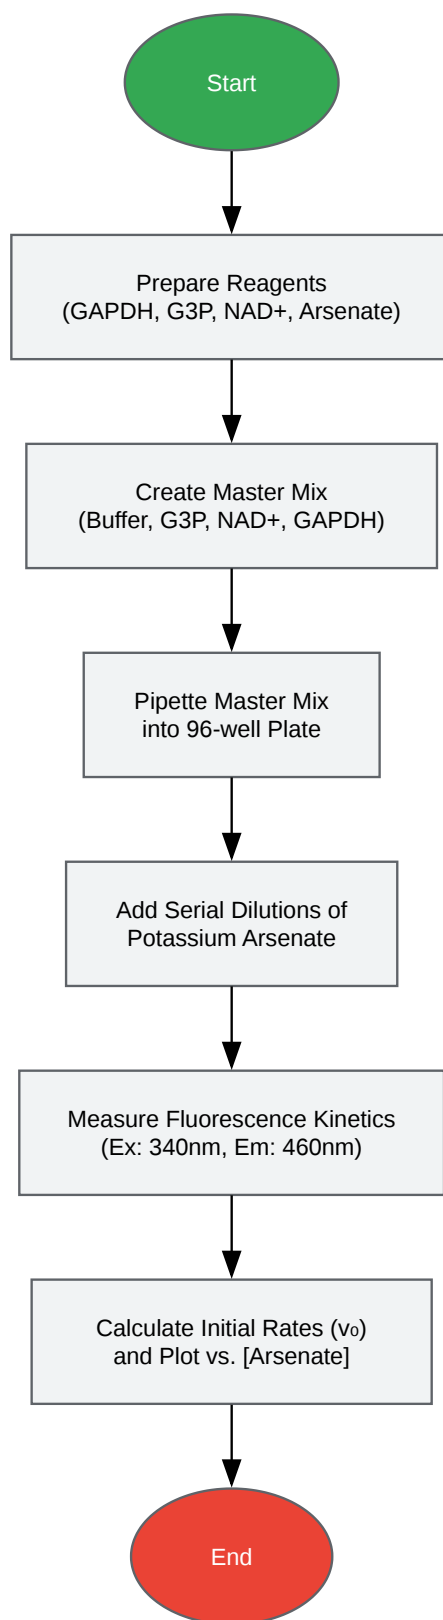 Start
Prepare Reagents
(GAPDH, G3P, NAD+, Arsenate)
Create Master Mix
(Buffer, G3P, NAD+, GAPDH)
Pipette Master Mix
into 96-well Plate
Add Serial Dilutions of
Potassium Arsenate
Measure Fluorescence Kinetics
(Ex: 340nm, Em: 460nm)
Calculate Initial Rates (v₀)
and Plot vs. [Arsenate]
End